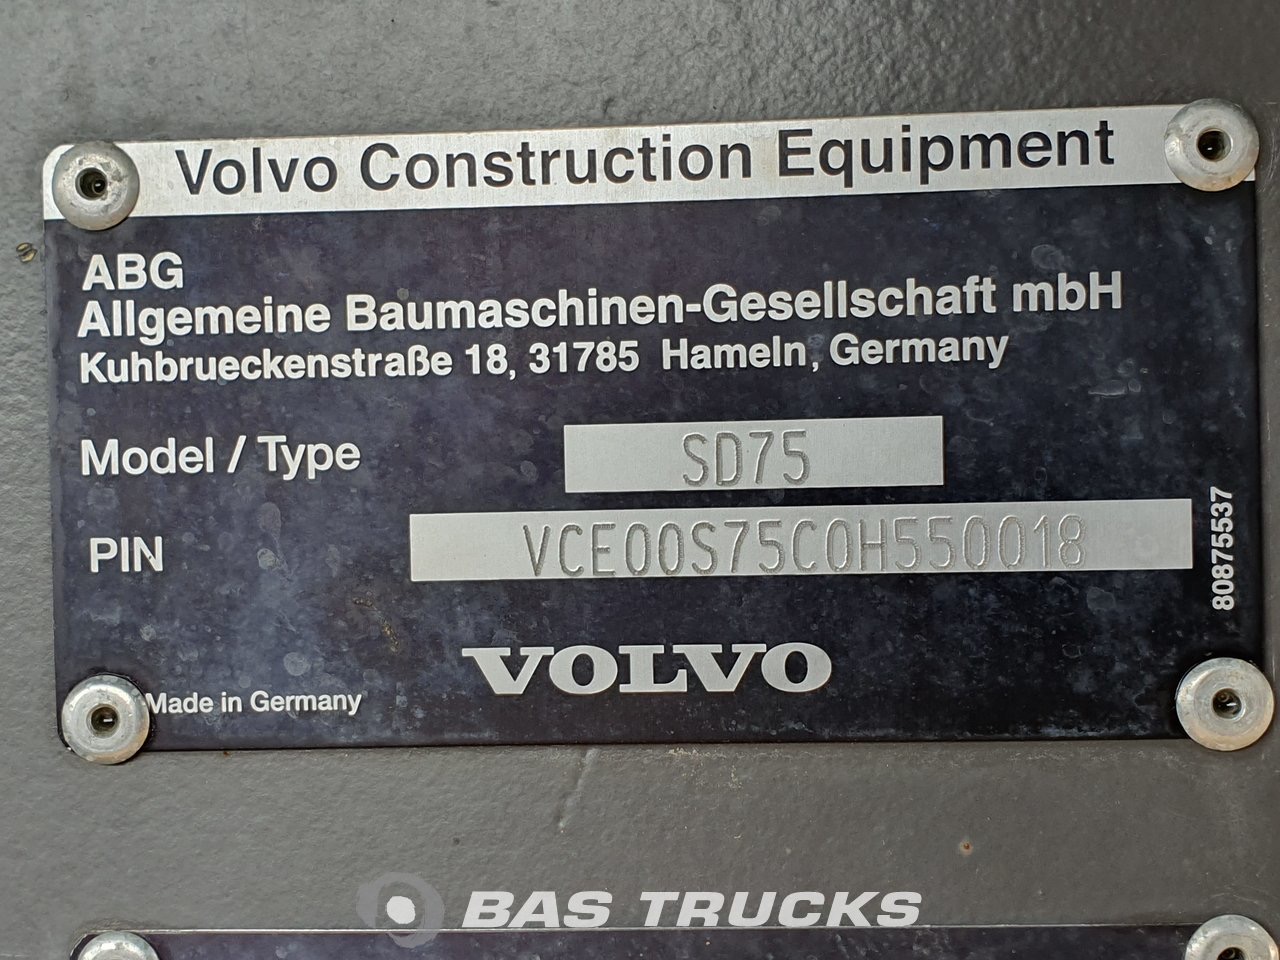 Volvo Construction Equipment
ABG
Allgemeine Baumaschinen-Gesellschaft mbH
Kuhbrueckenstraße 18, 31785 Hameln, Germany
Model / Type SD75
PIN VCE00S75C0H550018
80875537
VOLVO
Made in Germany
BAS TRUCKS